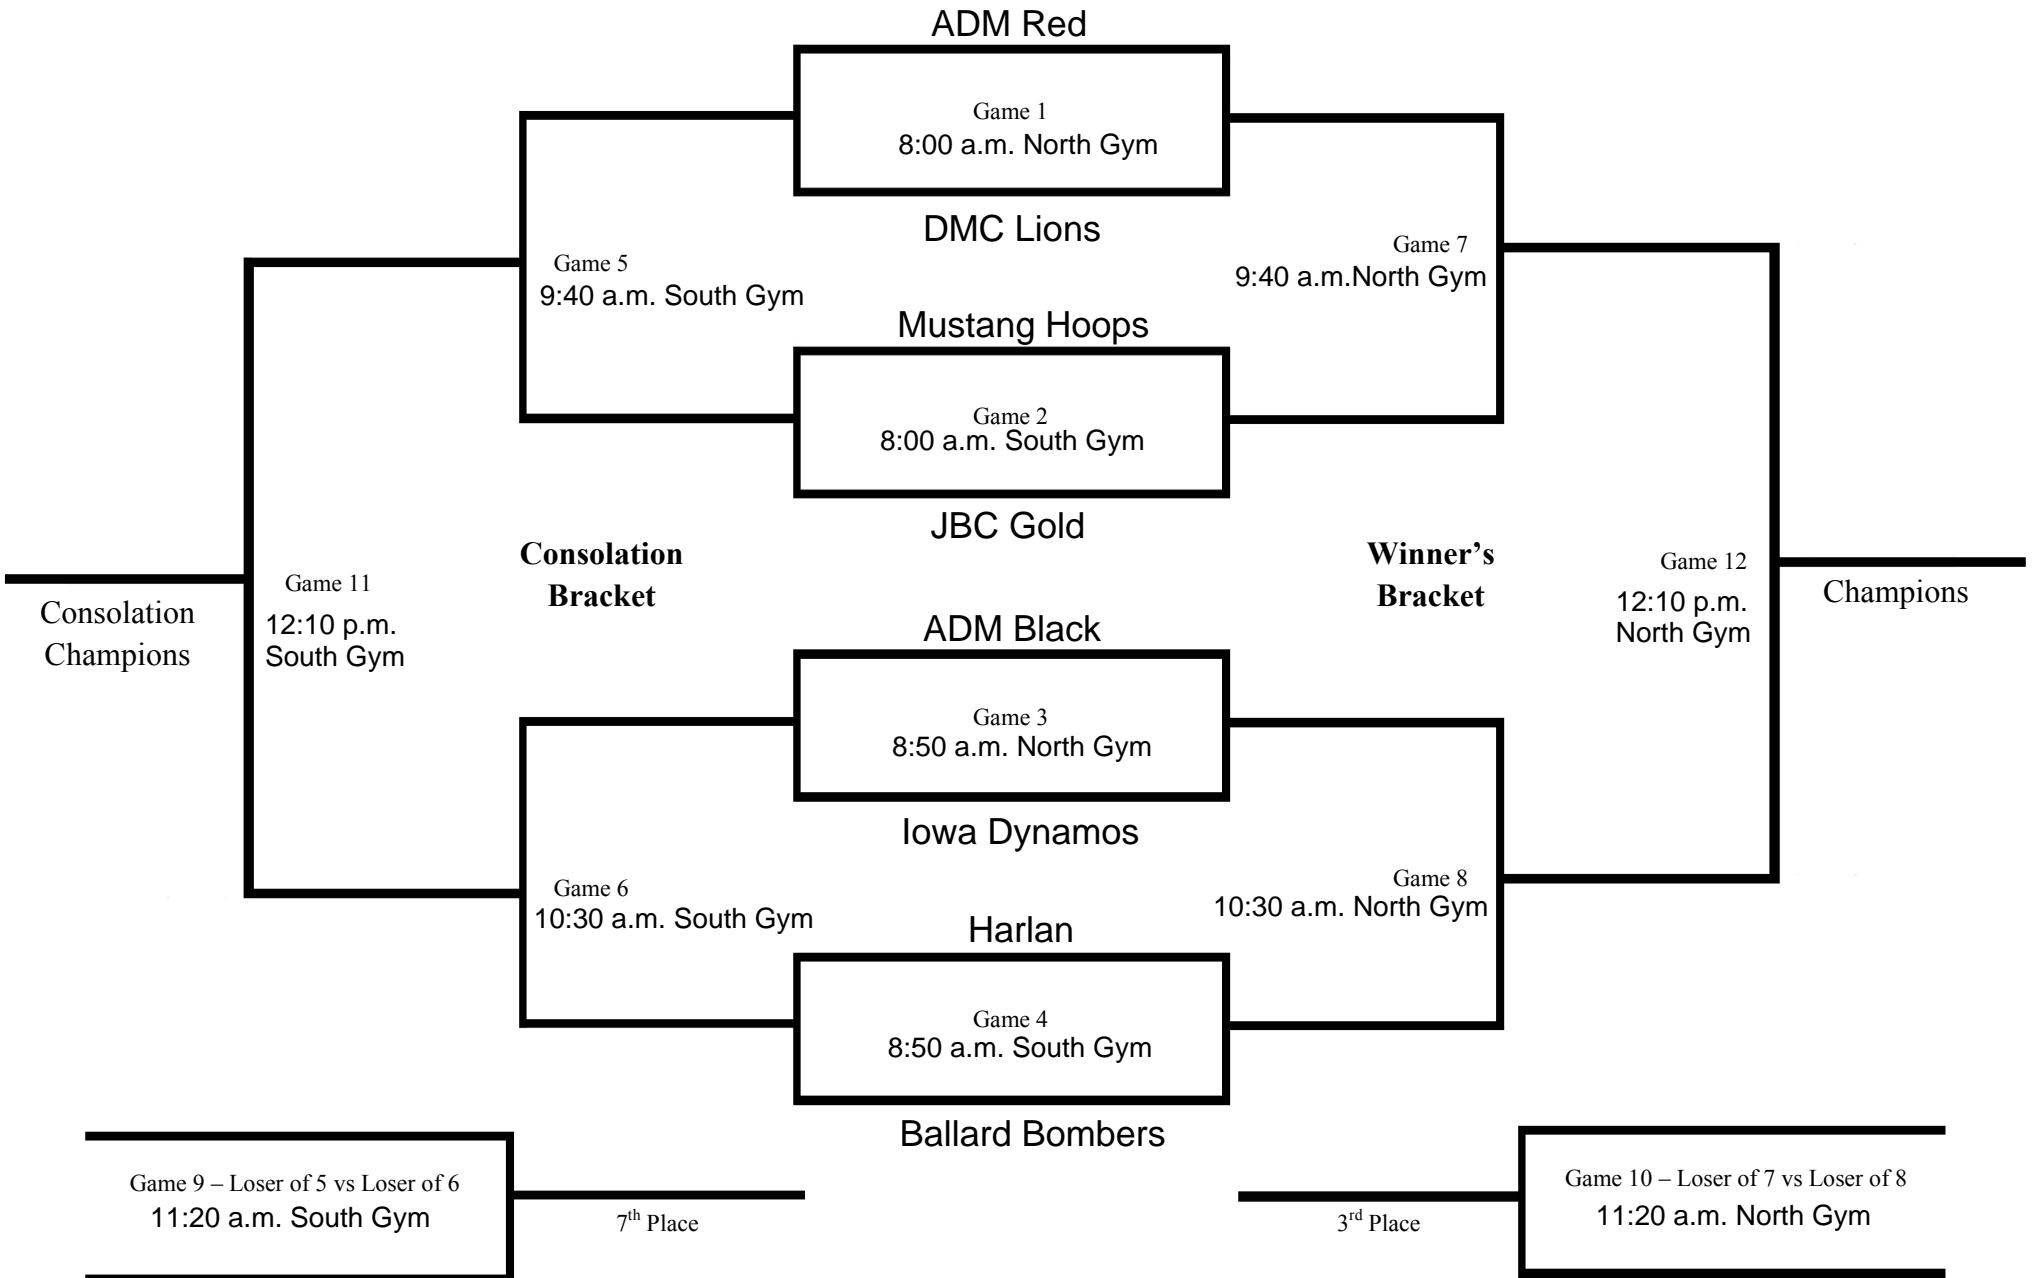 ADM Red
Game 1
8:00 a.m. North Gym
DMC Lions
Game 5
9:40 a.m. South Gym
Game 7
9:40 a.m.North Gym
Mustang Hoops
Game 2
8:00 a.m. South Gym
JBC Gold
Consolation
Bracket
Winner's
Bracket
Game 11
12:10 p.m.
South Gym
Consolation
Champions
Game 12
12:10 p.m.
North Gym
Champions
ADM Black
Game 3
8:50 a.m. North Gym
Iowa Dynamos
Game 6
10:30 a.m. South Gym
Game 8
10:30 a.m. North Gym
Harlan
Game 4
8:50 a.m. South Gym
Ballard Bombers
Game 9 – Loser of 5 vs Loser of 6
11:20 a.m. South Gym
7th Place
3rd Place
Game 10 – Loser of 7 vs Loser of 8
11:20 a.m. North Gym